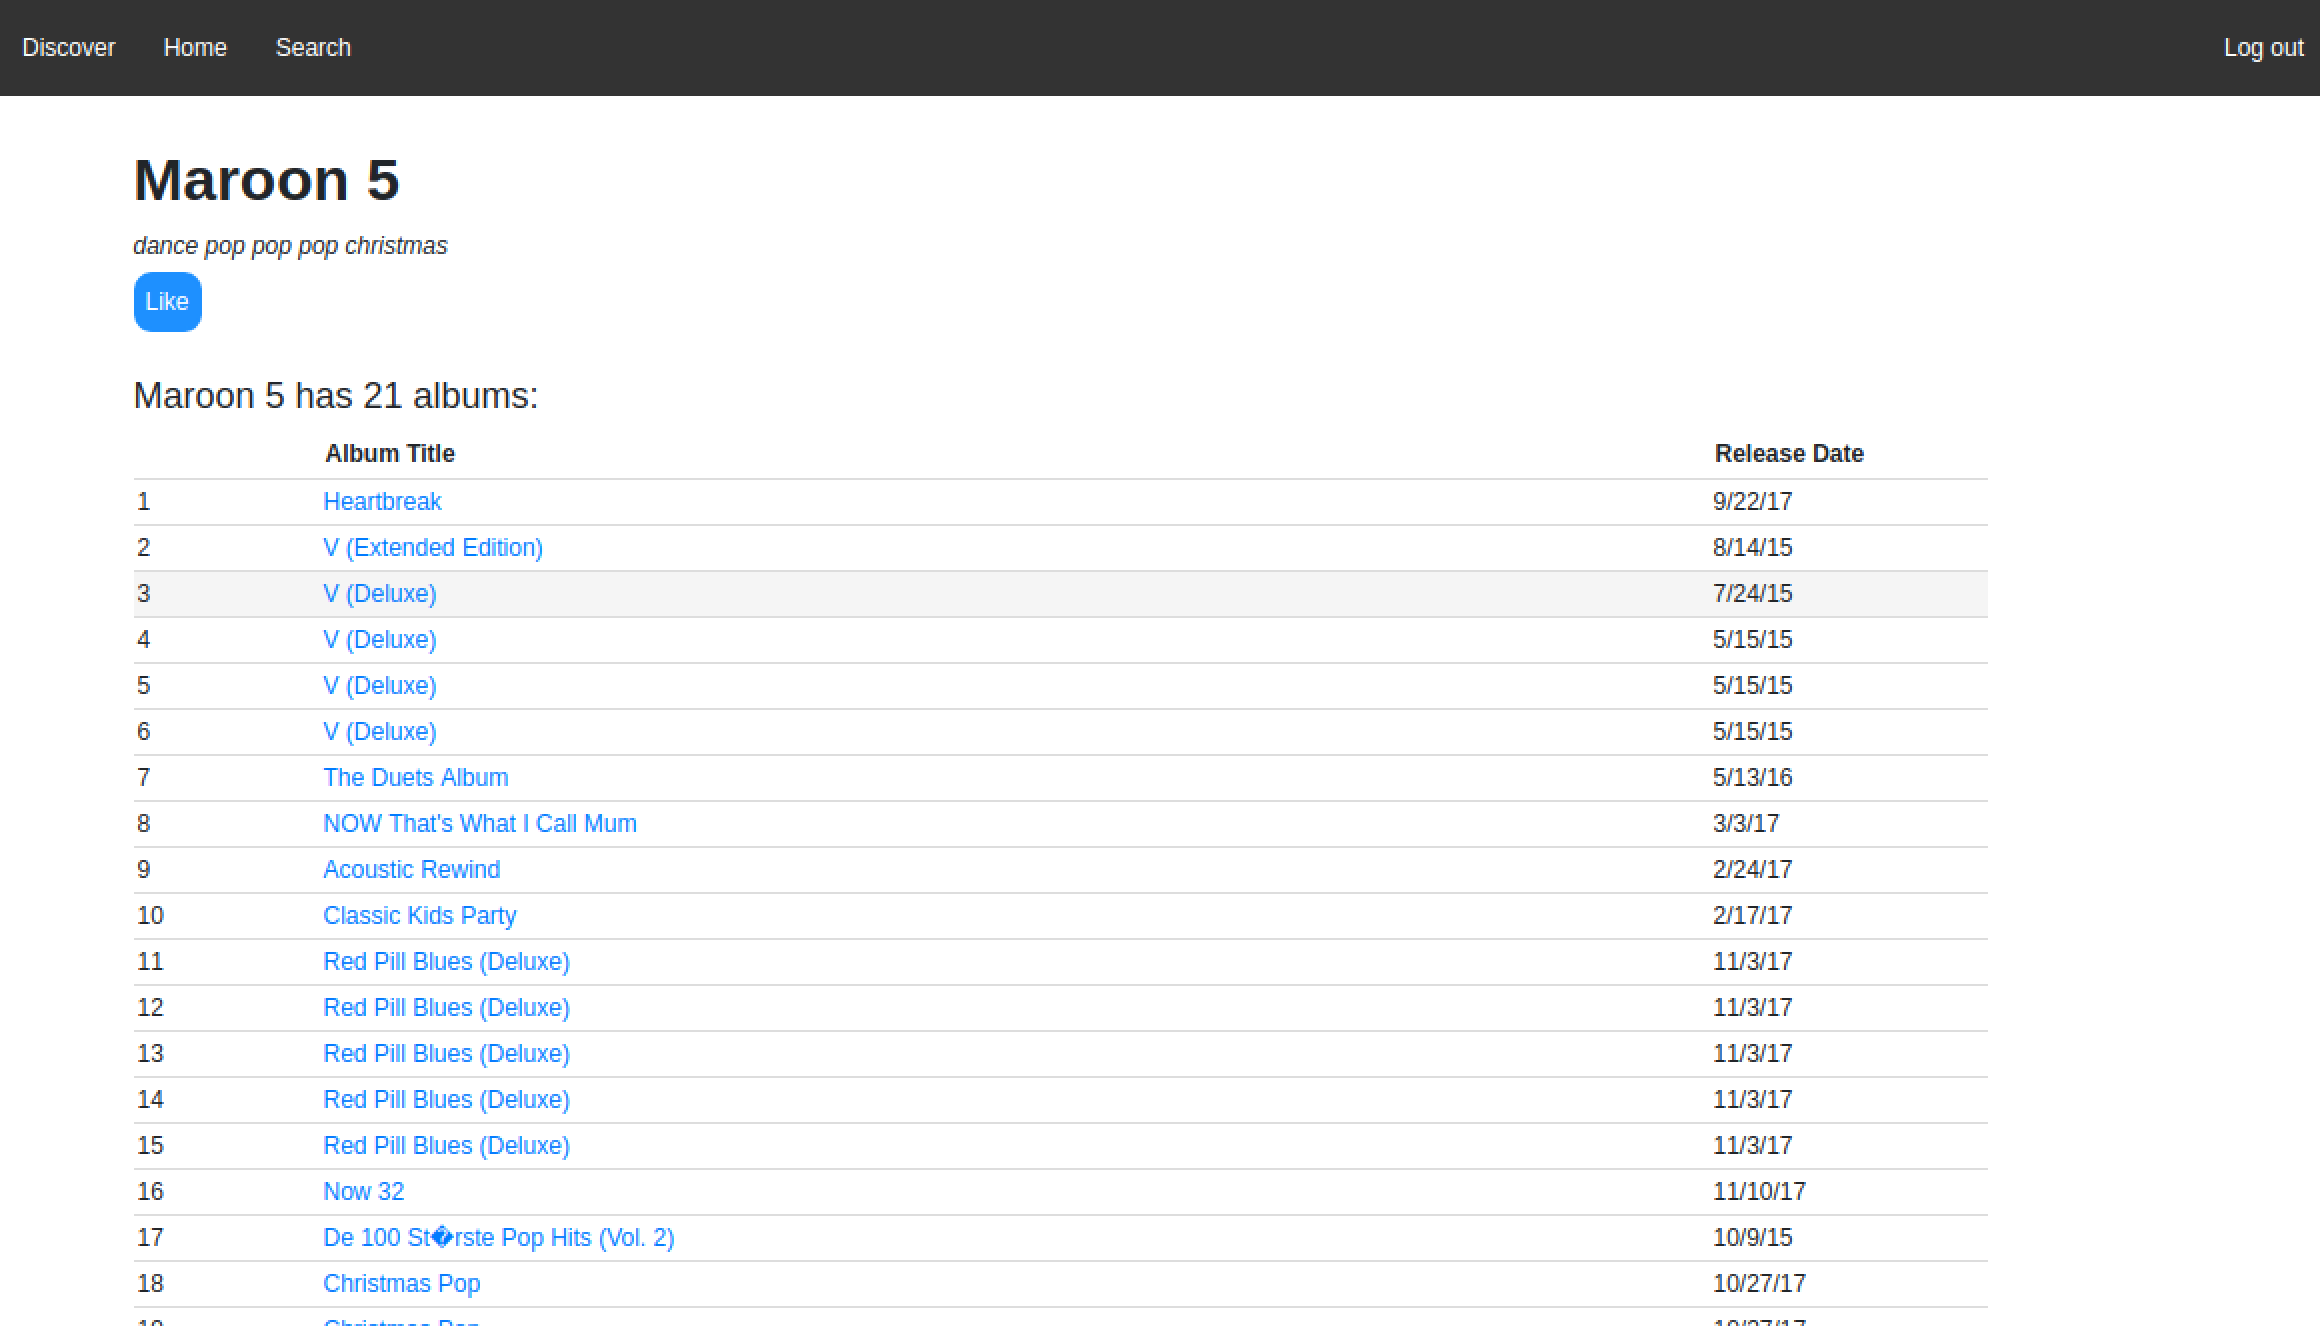 Discover Home Search Log out
Maroon 5
dance pop pop pop christmas
Like
Maroon 5 has 21 albums:
Album Title Release Date
1 Heartbreak 9/22/17
2 V (Extended Edition) 8/14/15
3 V (Deluxe) 7/24/15
4 V (Deluxe) 5/15/15
5 V (Deluxe) 5/15/15
6 V (Deluxe) 5/15/15
7 The Duets Album 5/13/16
8 NOW That's What I Call Mum 3/3/17
9 Acoustic Rewind 2/24/17
10 Classic Kids Party 2/17/17
11 Red Pill Blues (Deluxe) 11/3/17
12 Red Pill Blues (Deluxe) 11/3/17
13 Red Pill Blues (Deluxe) 11/3/17
14 Red Pill Blues (Deluxe) 11/3/17
15 Red Pill Blues (Deluxe) 11/3/17
16 Now 32 11/10/17
17 De 100 St�rste Pop Hits (Vol. 2) 10/9/15
18 Christmas Pop 10/27/17
19 Christmas Pop 10/27/17